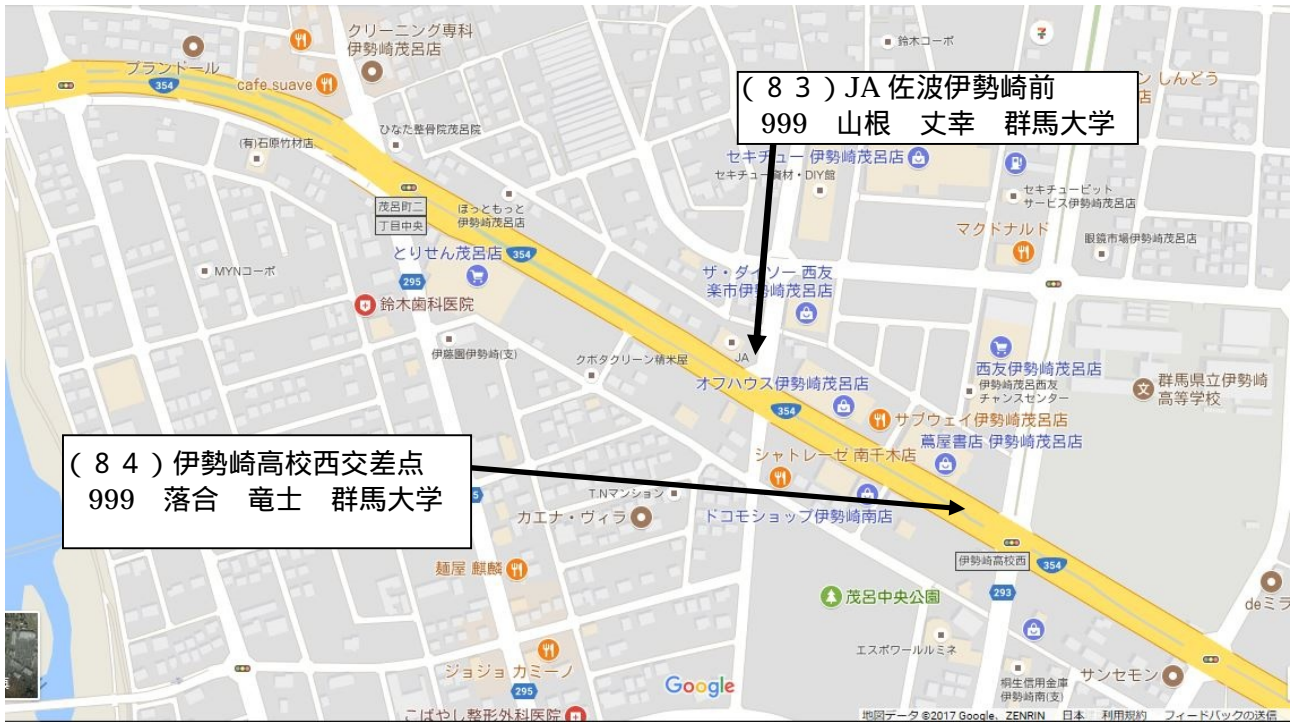 クリーニング専科
伊勢崎茂呂店
ブランドール
354
cafe suave
鈴木コーポ
しんどう
店
(83)JA 佐波伊勢崎前
999 山根 丈幸 群馬大学
ひなた整骨院茂呂院
(有)石原竹材店
セキチュー 伊勢崎茂呂店
セキチュー資材・DIY館
セキチューピット
サービス伊勢崎茂呂店
茂呂町二
丁目中央
ほっともっと
伊勢崎茂呂店
マクドナルド
眼鏡市場伊勢崎茂呂店
とりせん茂呂店
354
MYNコーポ
295
ザ・ダイソー 西友
楽市伊勢崎茂呂店
鈴木歯科医院
伊藤園伊勢崎(支)
クボタクリーン精米屋
JA
西友伊勢崎茂呂店
伊勢崎茂呂西友
チャンスセンター
群馬県立伊勢崎
高等学校
オフハウス伊勢崎茂呂店
354
サブウェイ伊勢崎茂呂店
蔦屋書店 伊勢崎茂呂店
(84)伊勢崎高校西交差点
999 落合 竜士 群馬大学
シャトレーゼ 南千木店
T.Nマンション
カエナ・ヴィラ
ドコモショップ伊勢崎南店
伊勢崎高校西
354
麺屋 麒麟
293
茂呂中央公園
deミラ
エスポワールルミネ
ジョジョ カミーノ
295
Google
桐生信用金庫
伊勢崎南(支)
サンセモン
こばやし整形外科医院
地図データ ©2017 Google、ZENRIN 日本 利用規約 フィードバックの送信